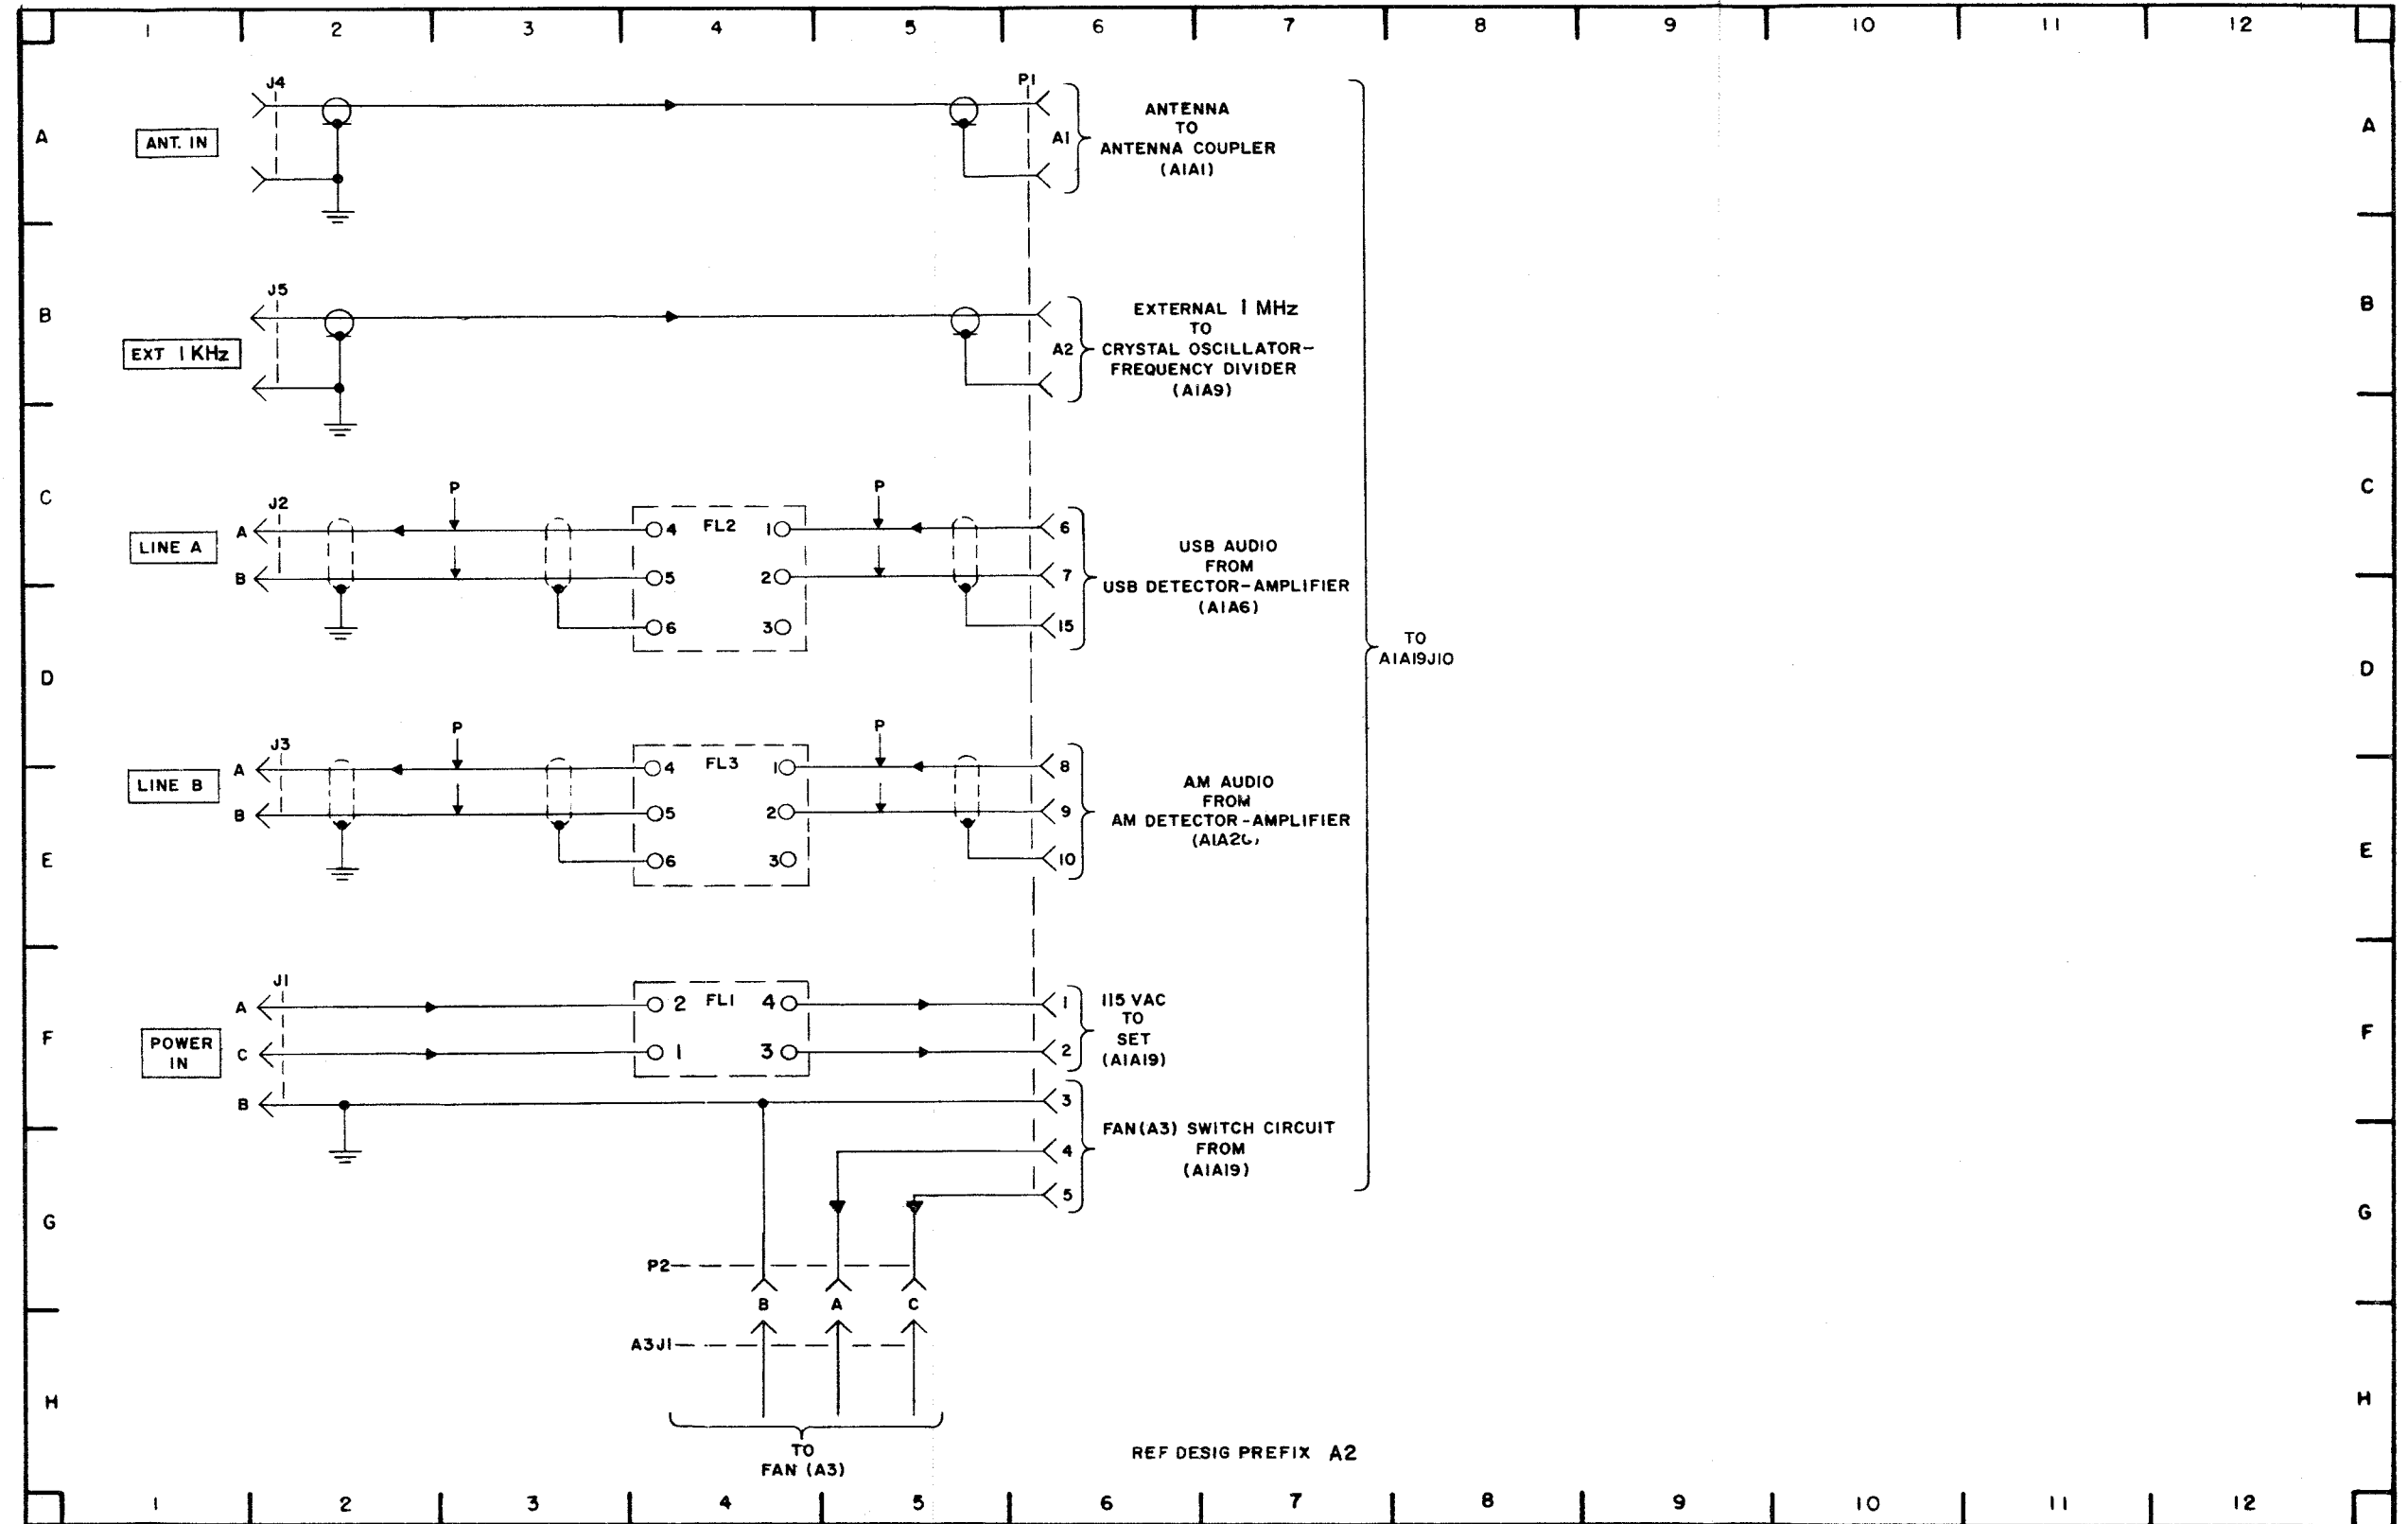 1 2 3 4 5 6 7 8 9 10 11 12
A A
J4
P1
ANT. IN
A1
ANTENNA
TO
ANTENNA COUPLER
(A1A1)
B B
J5
EXT 1 KHz
A2
EXTERNAL 1 MHz
TO
CRYSTAL OSCILLATOR-
FREQUENCY DIVIDER
(A1A9)
C C
J2
P P
LINE A
A 4 FL2 1 6
B 5 2 7
6 3 15
USB AUDIO
FROM
USB DETECTOR-AMPLIFIER
(A1A6)
TO
A1A19J10
D D
J3
P P
LINE B
A 4 FL3 1 8
B 5 2 9
6 3 10
AM AUDIO
FROM
AM DETECTOR-AMPLIFIER
E E
J1
POWER
IN
A 2 FL1 4 1
C 1 3 2
B 3
4
5
115 VAC
TO
SET
(A1A19)
F F
FAN(A3) SWITCH CIRCUIT
FROM
(A1A19)
G G
P2
B A C
A3J1
H H
TO
FAN (A3)
REF DESIG PREFIX A2
1 2 3 4 5 6 7 8 9 10 11 12